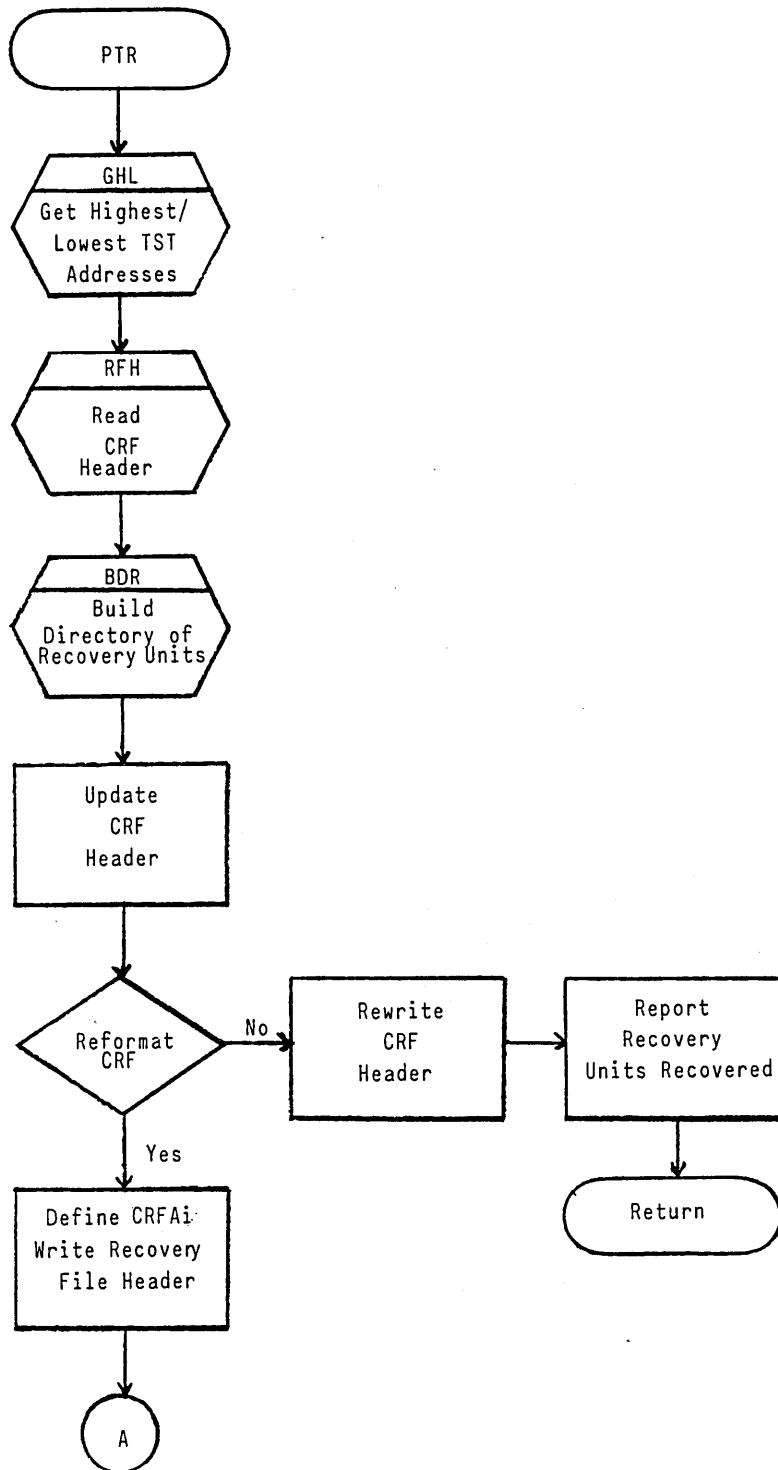 PTR
GHL
Get Highest/
Lowest TST
Addresses
RFH
Read
CRF
Header
BDR
Build
Directory of
Recovery Units
Update
CRF
Header
Reformat
CRF
No
Rewrite
CRF
Header
Report
Recovery
Units Recovered
Return
Yes
Define CRFAi
Write Recovery
File Header
A